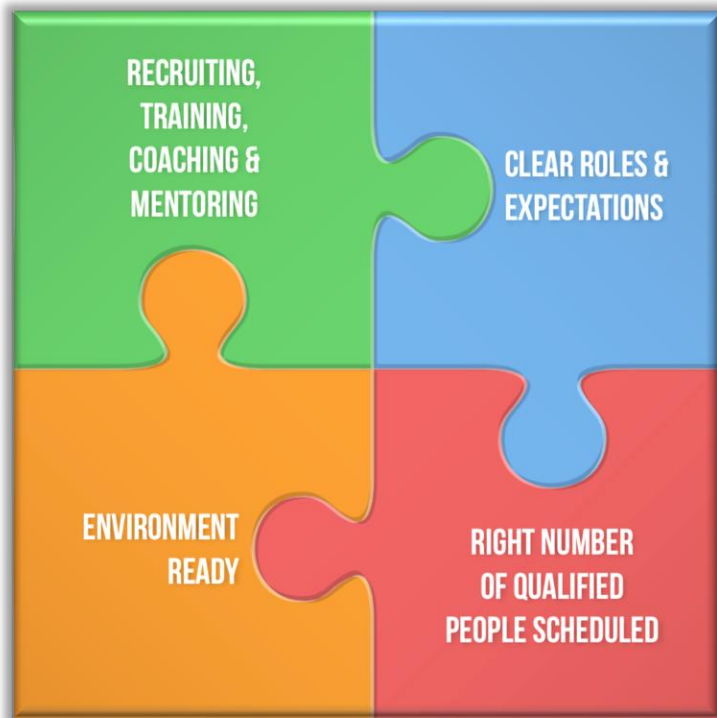 RECRUITING,
TRAINING,
COACHING &
MENTORING
CLEAR ROLES &
EXPECTATIONS
ENVIRONMENT
READY
RIGHT NUMBER
OF QUALIFIED
PEOPLE SCHEDULED